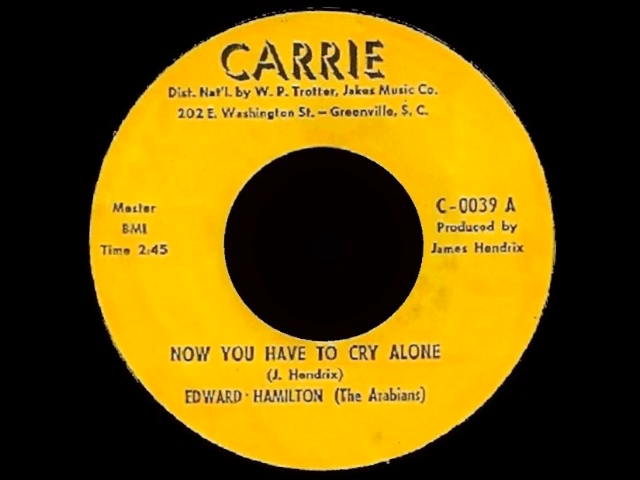 CARRIE
Dist. Nat'l. by W. P. Trotter, Jakes Music Co.
202 E. Washington St. – Greenville, S. C.
Master
BMI
Time 2:45
C-0039 A
Produced by
James Hendrix
NOW YOU HAVE TO CRY ALONE
(J. Hendrix)
EDWARD HAMILTON (The Arabians)